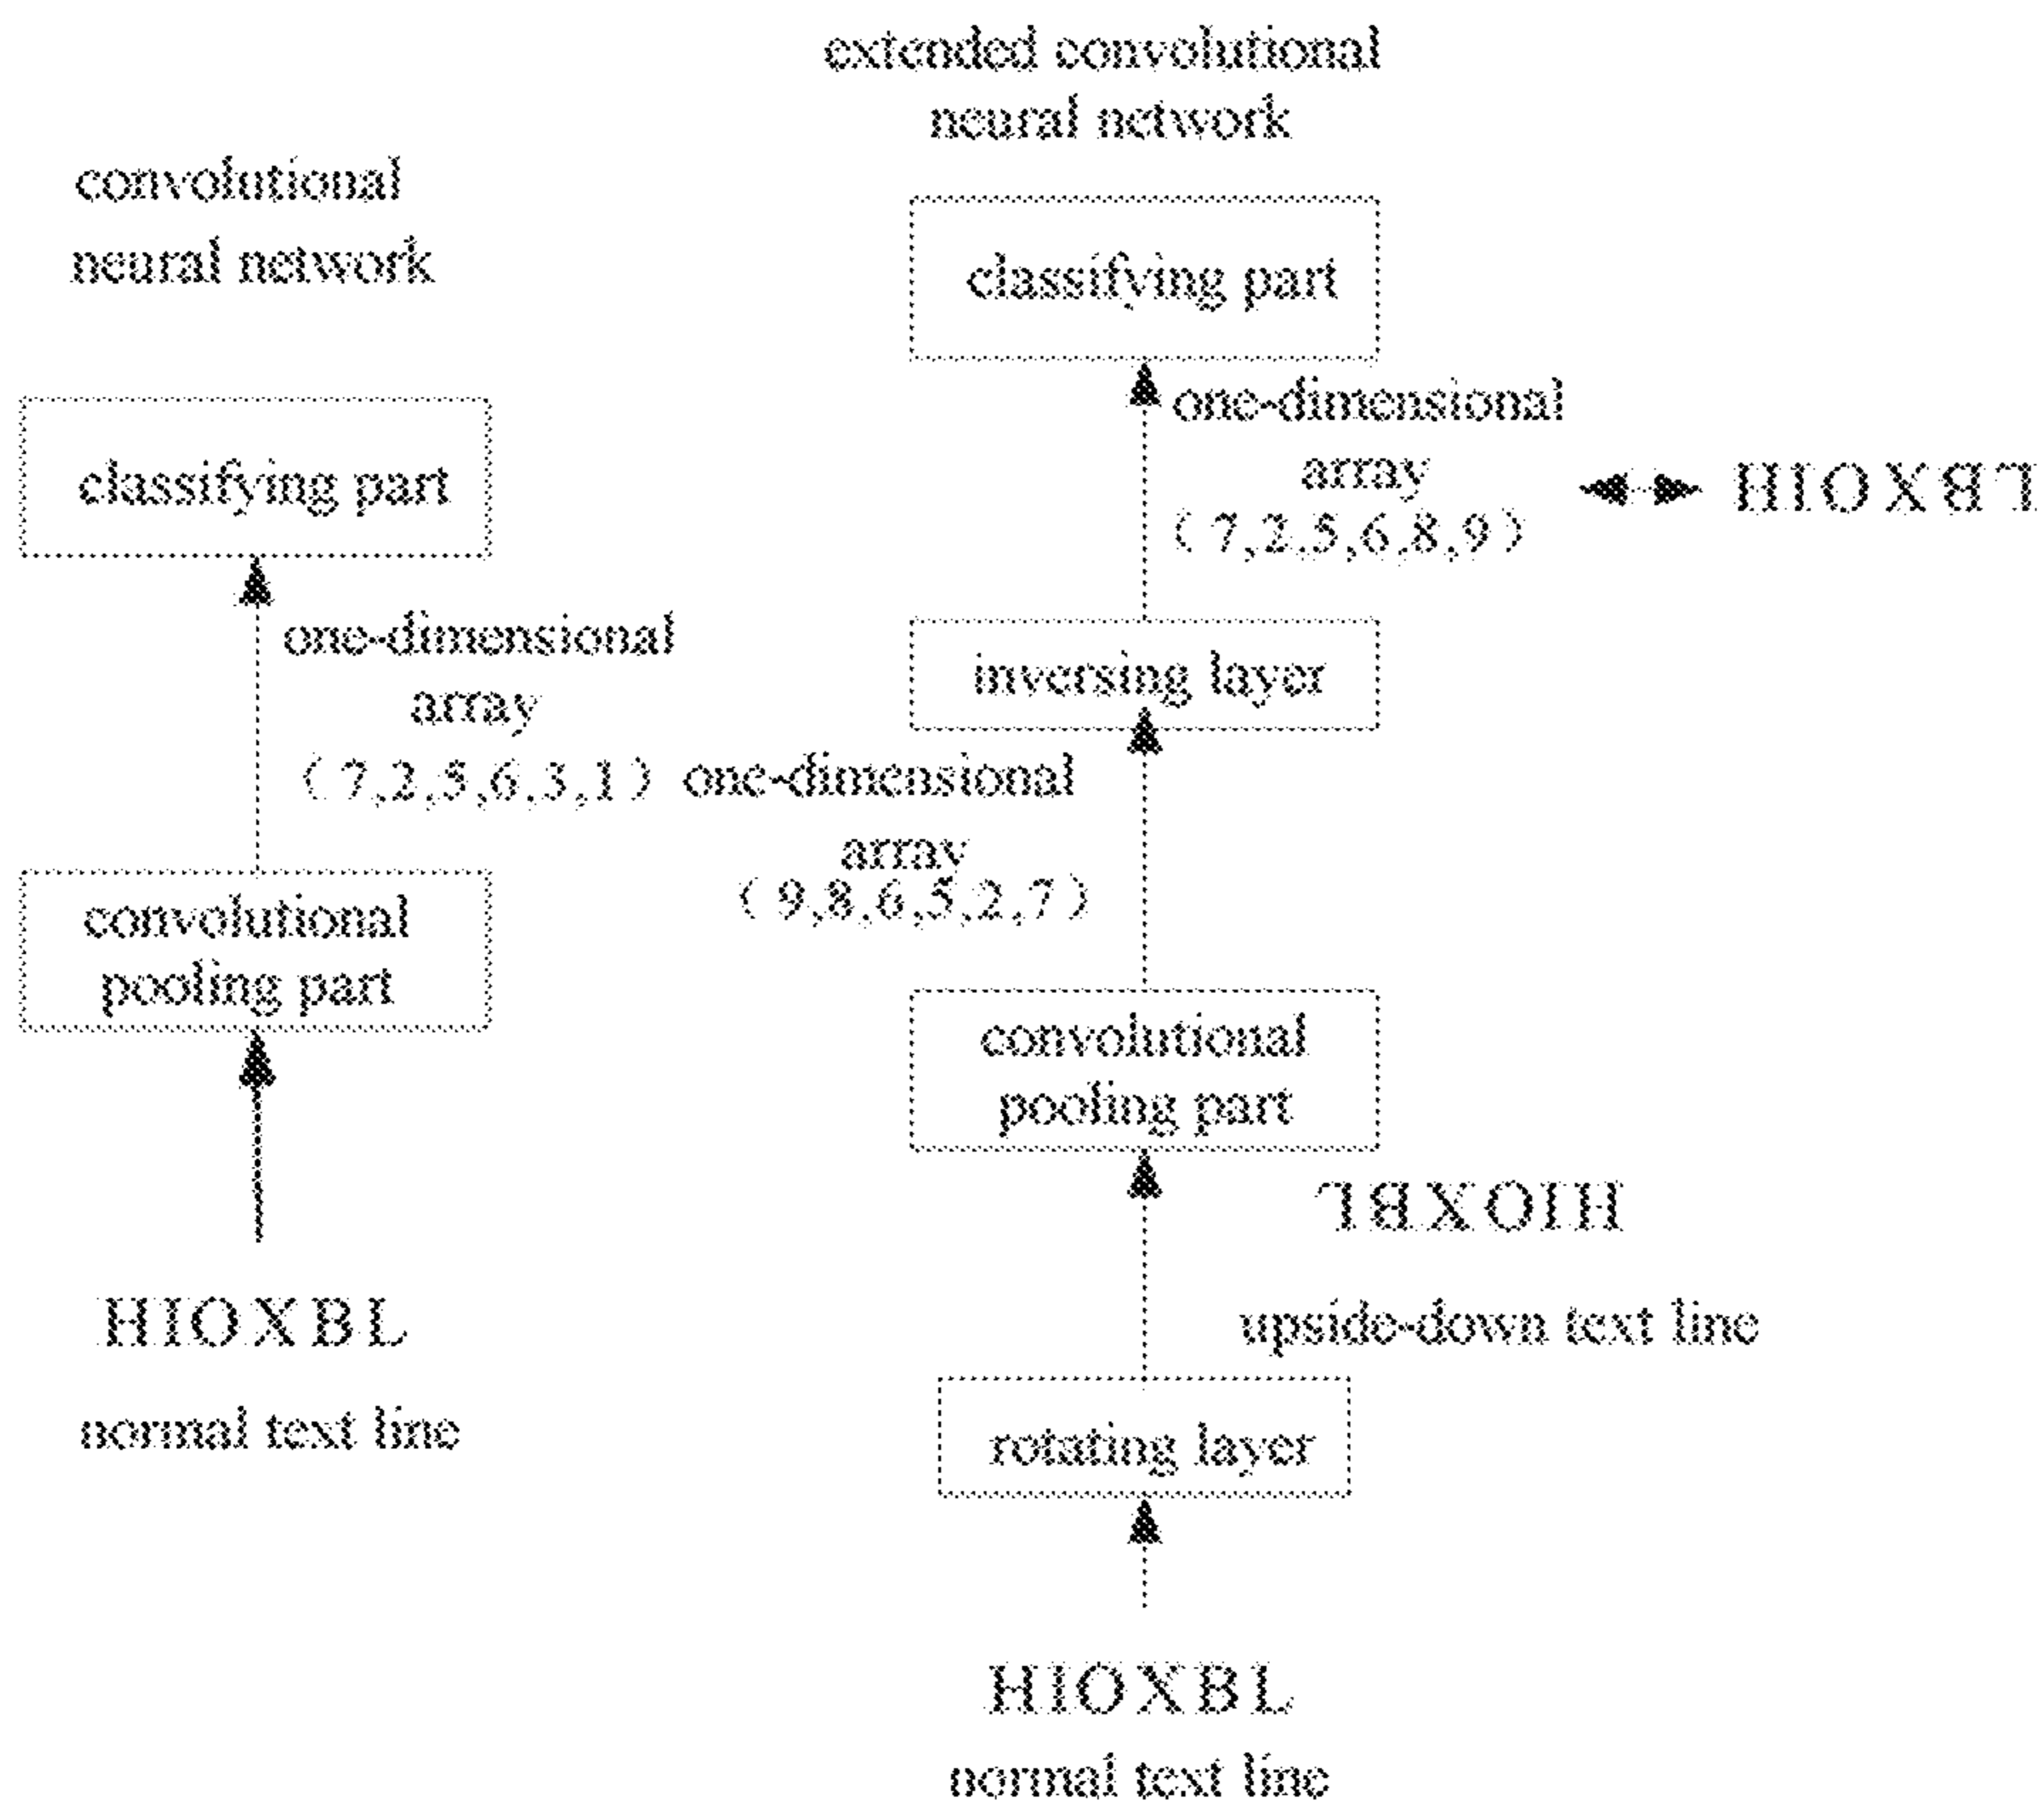 extended convolutional
neural network
convolutional
neural network
classifying part
one-dimensional
array
(7,2,5,6,8,9)
HIOXBL
classifying part
one-dimensional
array
(7,2,5,6,3,1)
inversing layer
one-dimensional
array
(9,8,6,5,2,7)
convolutional
pooling part
convolutional
pooling part
LBXOIH
upside-down text line
HIOXBL
normal text line
rotating layer
HIOXBL
normal text line